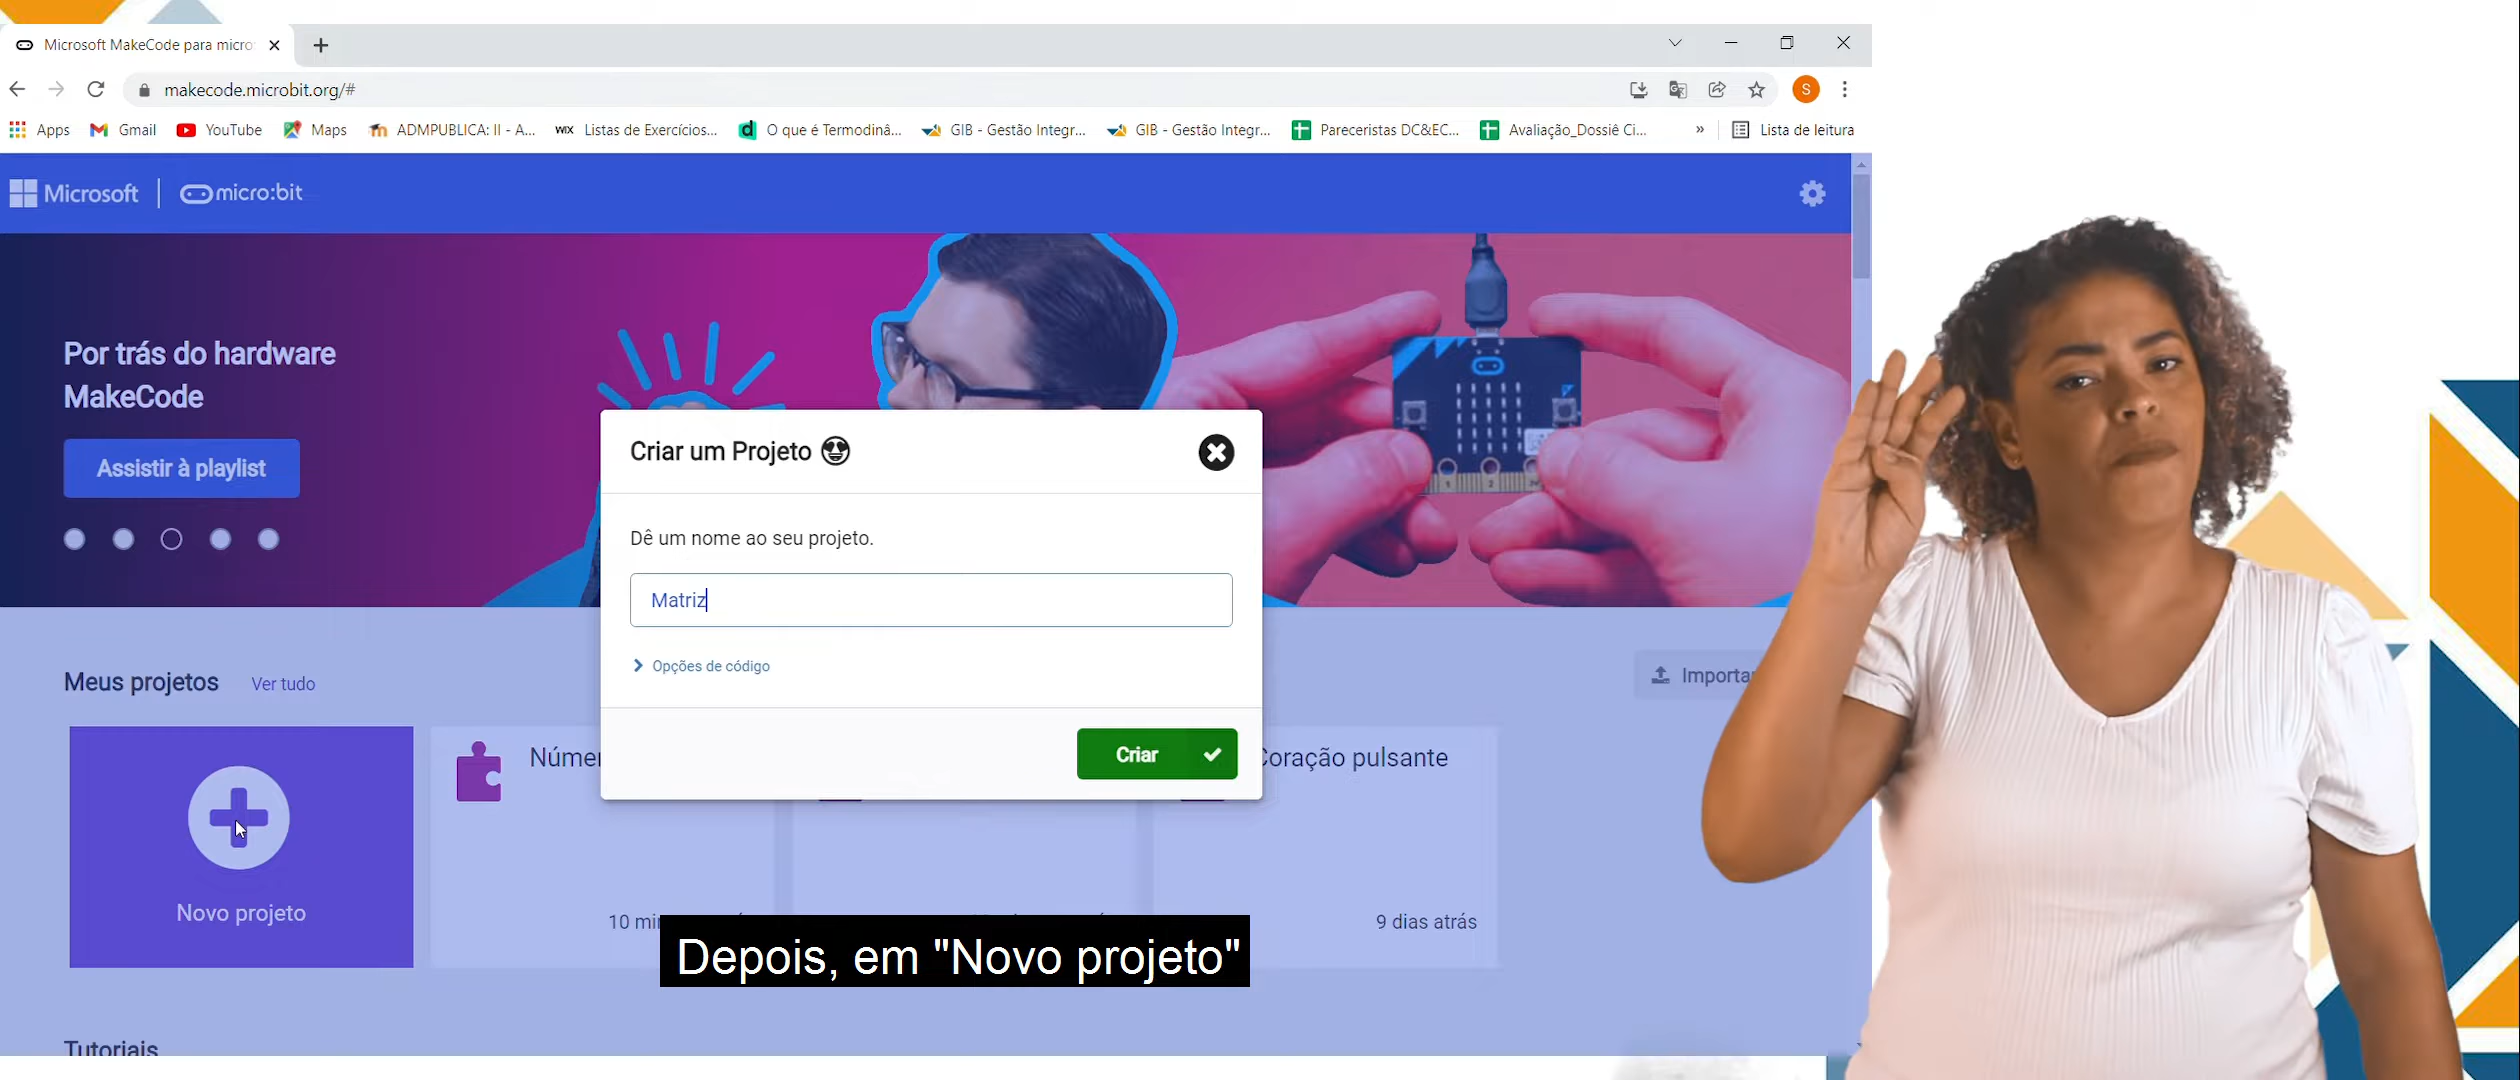 Microsoft MakeCode para micro
makecode.microbit.org/#
S
Apps
Gmail
YouTube
Maps
ADMPUBLICA: II - A...
WIX
Listas de Exercícios...
d
O que é Termodinâ...
GIB - Gestão Integr...
GIB - Gestão Integr...
Pareceristas DC&EC...
Avaliação_Dossiê Ci...
»
Lista de leitura
Microsoft
micro:bit
Por trás do hardware
MakeCode
Assistir à playlist
Criar um Projeto
Dê um nome ao seu projeto.
Matriz
Opções de código
Criar
Meus projetos
Ver tudo
Importar
Novo projeto
Coração pulsante
10
9 dias atrás
Depois, em "Novo projeto"
Tutoriais